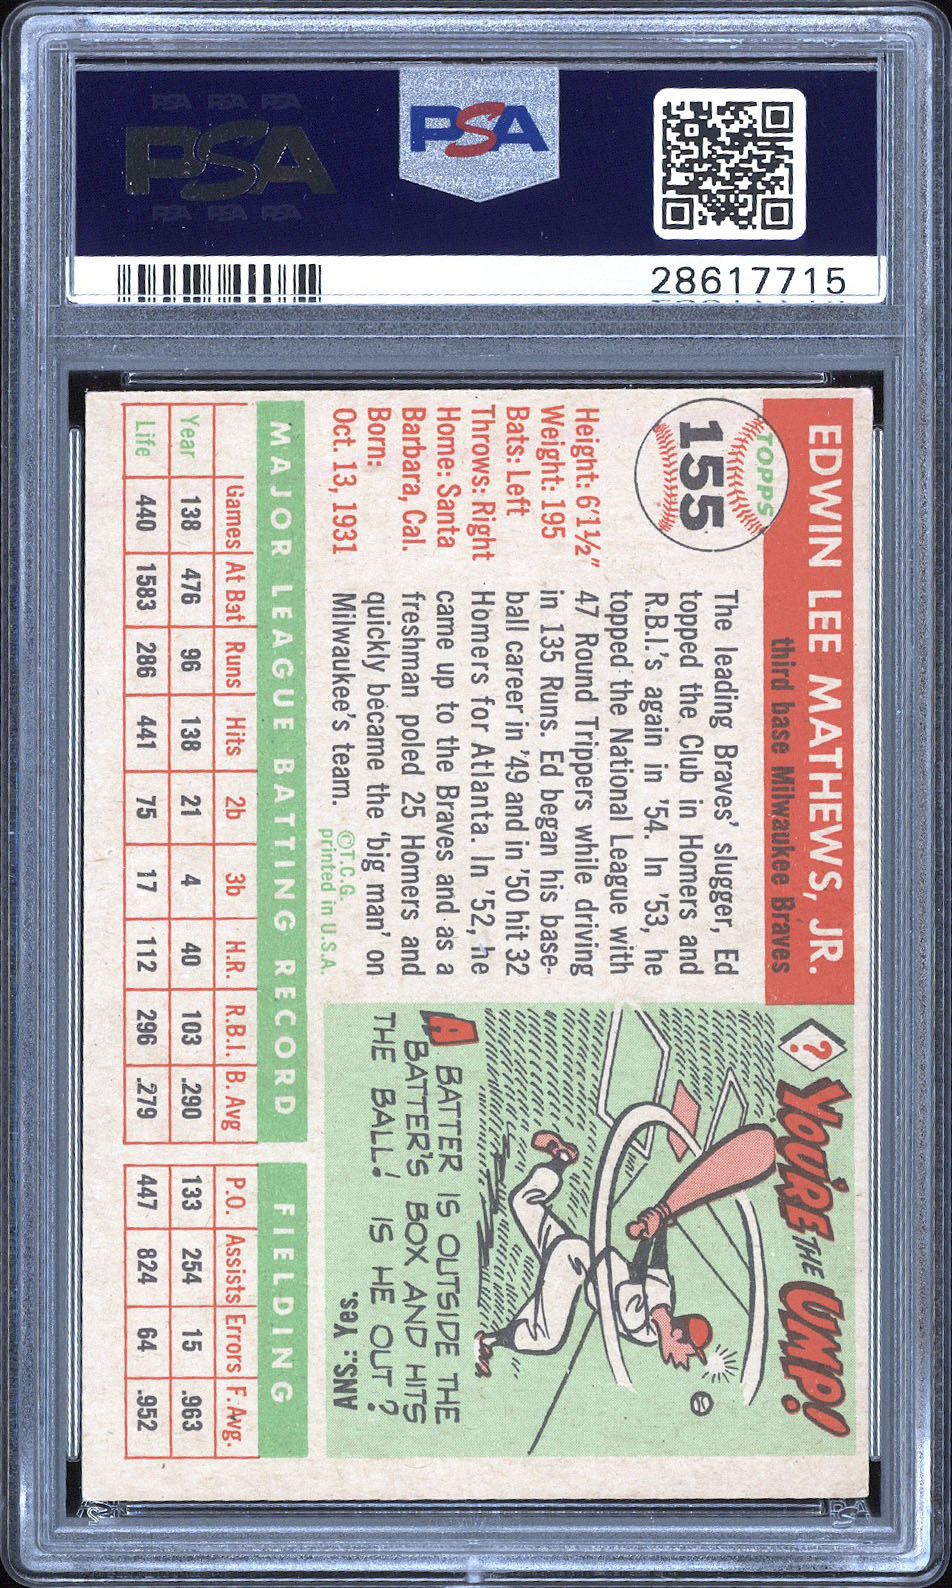 PSA PSA PSA
PSA
PSA PSA PSA
PSA
28617715
TOPPS
155
EDWIN LEE MATHEWS, JR.
third base Milwaukee Braves
Height: 6'1½"
Weight: 195
Bats: Left
Throws: Right
Home: Santa
Barbara, Cal.
Born:
Oct. 13, 1931
The leading Braves' slugger, Ed
topped the Club in Homers and
R.B.I.'s again in '54. In '53, he
topped the National League with
47 Round Trippers while driving
in 135 Runs. Ed began his base-
ball career in '49 and in '50 hit 32
Homers for Atlanta. In '52, he
came up to the Braves and as a
freshman poled 25 Homers and
quickly became the 'big man' on
Milwaukee's team.
©T.C.G.
printed in U.S.A.
? YOU'RE THE UMP!
A BATTER IS OUTSIDE THE
BATTER'S BOX AND HITS
THE BALL! IS HE OUT?
ANS.: Yes.
MAJOR LEAGUE BATTING RECORD FIELDING
Games At Bat Runs Hits 2b 3b H.R. R.B.I. B. Avg P.O. Assists Errors F. Avg.
Year 138 476 96 138 21 4 40 103 .290 133 254 15 .963
Life 440 1583 286 441 75 17 112 296 .279 447 824 64 .952